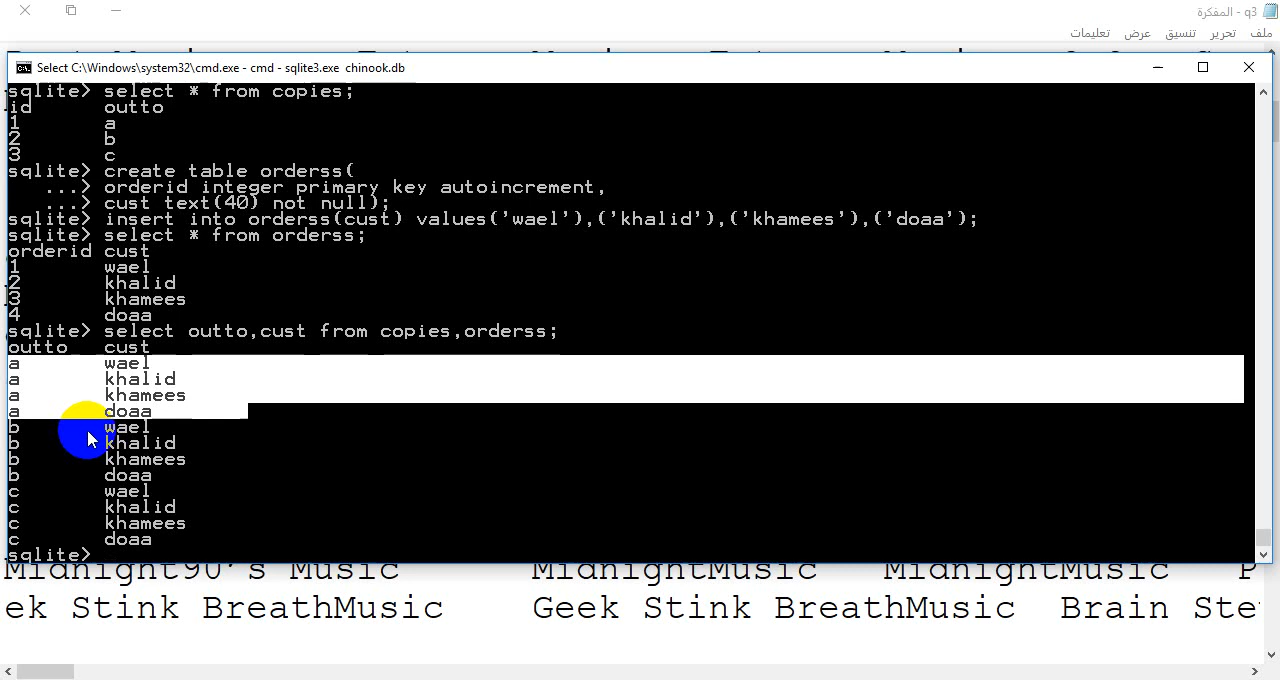 q3 - المفكرة
ملف تحرير تنسيق عرض تعليمات
Select C:\Windows\system32\cmd.exe - cmd - sqlite3.exe chinook.db
sqlite> select * from copies;
id outto
1 a
2 b
3 c
sqlite> create table orderss(
...> orderid integer primary key autoincrement,
...> cust text(40) not null);
sqlite> insert into orderss(cust) values('wael'),('khalid'),('khamees'),('doaa');
sqlite> select * from orderss;
orderid cust
1 wael
2 khalid
3 khamees
4 doaa
sqlite> select outto,cust from copies,orderss;
outto cust
a wael
a khalid
a khamees
a doaa
b wael
b khalid
b khamees
b doaa
c wael
c khalid
c khamees
c doaa
sqlite>
Midnight90's Music MidnightMusic MidnightMusic P
ek Stink BreathMusic Geek Stink BreathMusic Brain Ste